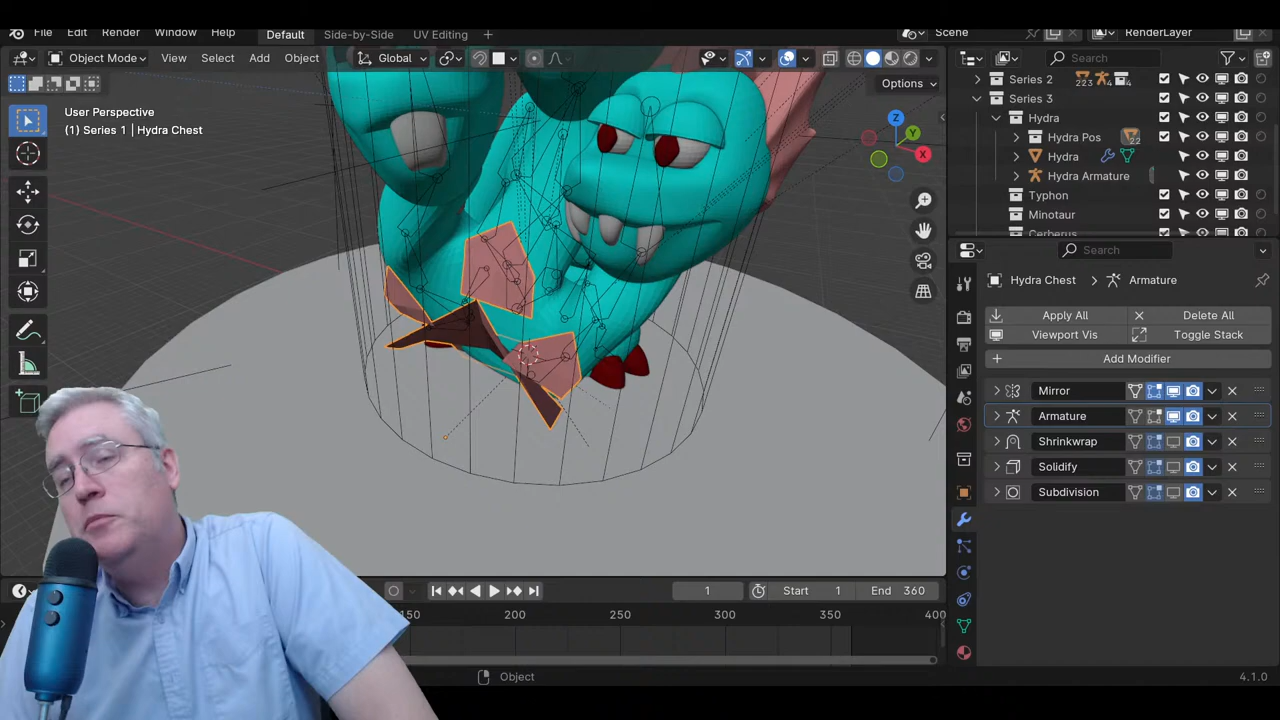 File Edit Render Window Help Default Side-by-Side UV Editing + Scene RenderLayer
Object Mode View Select Add Object Global Search
Options
User Perspective
(1) Series 1 | Hydra Chest
Z
Y
X
Series 2 223 4 4
Series 3
Hydra
Hydra Pos 22
Hydra
Hydra Armature
Typhon
Minotaur
Cerberus
Search
Hydra Chest > Armature
Apply All Delete All
Viewport Vis Toggle Stack
Add Modifier
Mirror
Armature
Shrinkwrap
Solidify
Subdivision
1 Start 1 End 360
150 200 250 300 350 400
Object 4.1.0